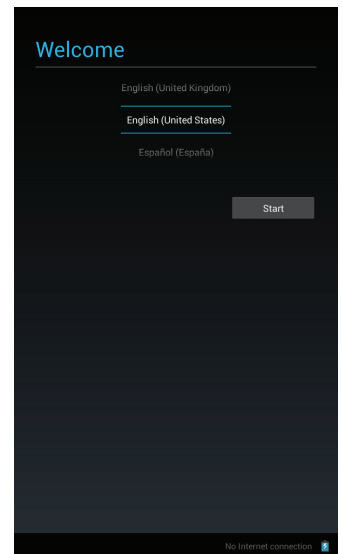 Welcome
English (United Kingdom)
English (United States)
Español (España)
Start
No Internet connection